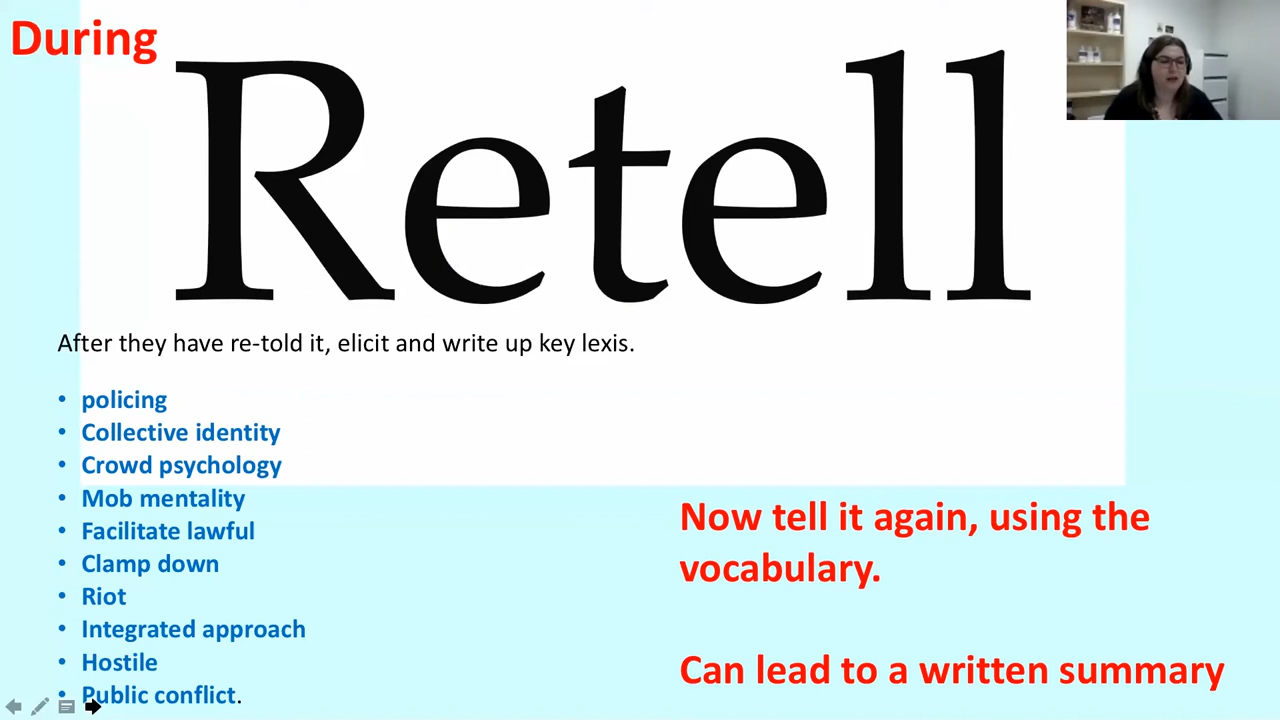 During
Retell
After they have re-told it, elicit and write up key lexis.
• policing
• Collective identity
• Crowd psychology
• Mob mentality
• Facilitate lawful
• Clamp down
• Riot
• Integrated approach
• Hostile
• Public conflict.
Now tell it again, using the
vocabulary.
Can lead to a written summary